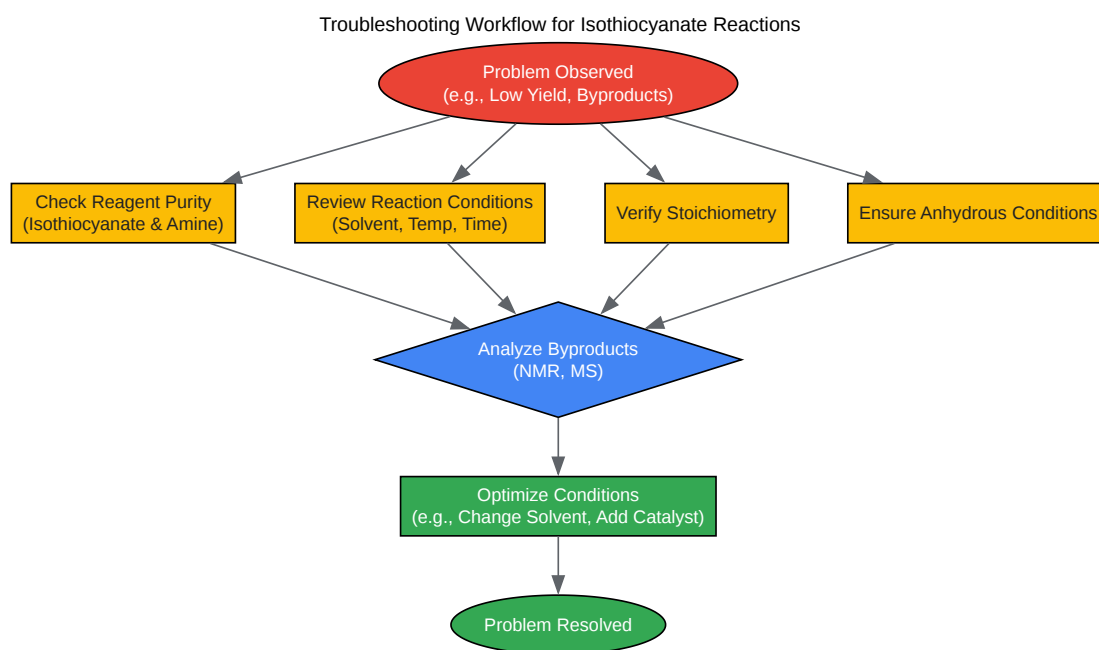 Troubleshooting Workflow for Isothiocyanate Reactions
Problem Observed
(e.g., Low Yield, Byproducts)
Check Reagent Purity
(Isothiocyanate & Amine)
Review Reaction Conditions
(Solvent, Temp, Time)
Verify Stoichiometry
Ensure Anhydrous Conditions
Analyze Byproducts
(NMR, MS)
Optimize Conditions
(e.g., Change Solvent, Add Catalyst)
Problem Resolved